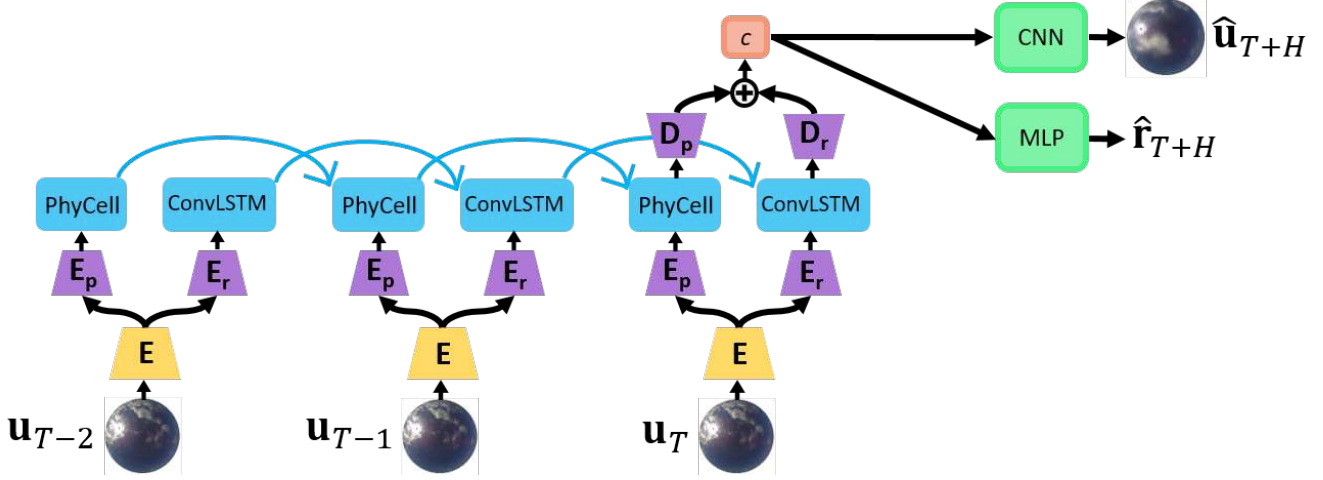 c
CNN
û_{T+H}
MLP
r̂_{T+H}
D_p
D_r
PhyCell
ConvLSTM
PhyCell
ConvLSTM
PhyCell
ConvLSTM
E_p
E_r
E_p
E_r
E_p
E_r
E
E
E
u_{T−2}
u_{T−1}
u_T